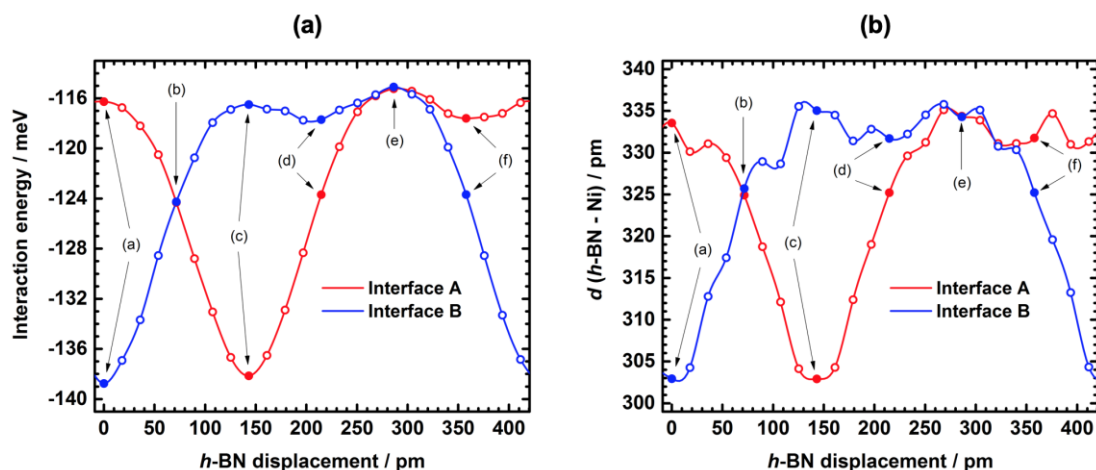 (a)
Interaction energy / meV
-116
-120
-124
-128
-132
-136
-140
(a)
(b)
(c)
(d)
(e)
(f)
Interface A
Interface B
0 50 100 150 200 250 300 350 400
h-BN displacement / pm
(b)
d (h-BN - Ni) / pm
340
335
330
325
320
315
310
305
300
(a)
(b)
(c)
(d)
(e)
(f)
Interface A
Interface B
0 50 100 150 200 250 300 350 400
h-BN displacement / pm